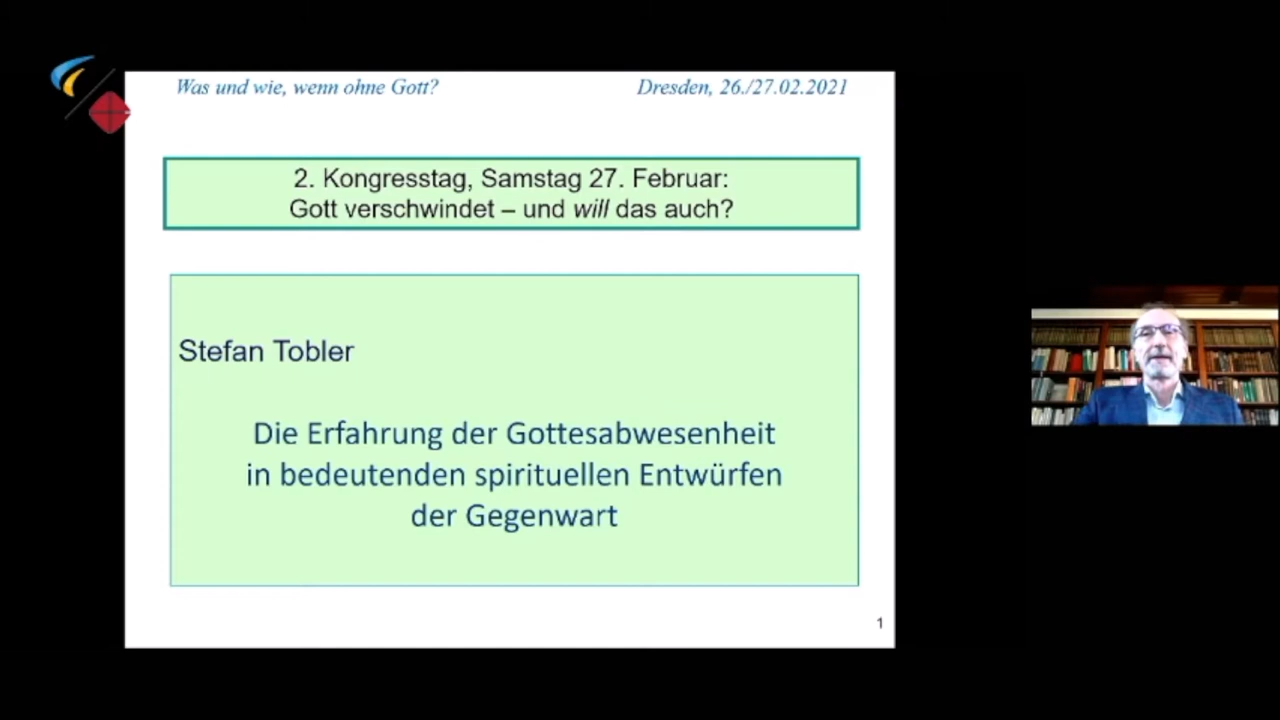 Was und wie, wenn ohne Gott? Dresden, 26./27.02.2021
2. Kongresstag, Samstag 27. Februar:
Gott verschwindet – und will das auch?
Stefan Tobler
Die Erfahrung der Gottesabwesenheit
in bedeutenden spirituellen Entwürfen
der Gegenwart
1